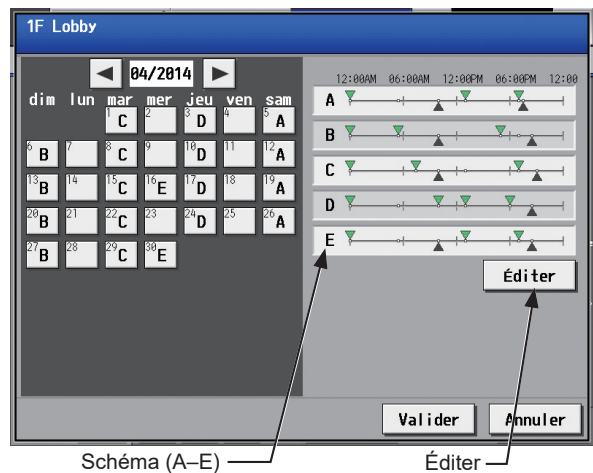 1F Lobby
04/2014
12:00AM 06:00AM 12:00PM 06:00PM 12:00
dim lun mar mer jeu ven sam
1 C 2 3 D 4 5 A
6 B 7 8 C 9 10 D 11 12 A
13 B 14 15 C 16 E 17 D 18 19 A
20 B 21 22 C 23 24 D 25 26 A
27 B 28 29 C 30 E
A
B
C
D
E
Éditer
Valider Annuler
Schéma (A–E) Éditer